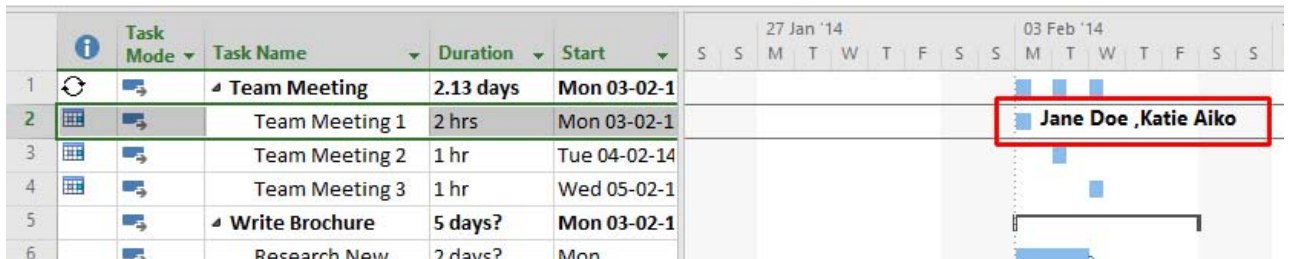 27 Jan '14 03 Feb '14
Task Mode Task Name Duration Start S S M T W T F S S M T W T F S S
1 Team Meeting 2.13 days Mon 03-02-1
2 Team Meeting 1 2 hrs Mon 03-02-1 Jane Doe ,Katie Aiko
3 Team Meeting 2 1 hr Tue 04-02-14
4 Team Meeting 3 1 hr Wed 05-02-1
5 Write Brochure 5 days? Mon 03-02-1
6 Research New 2 days? Mon